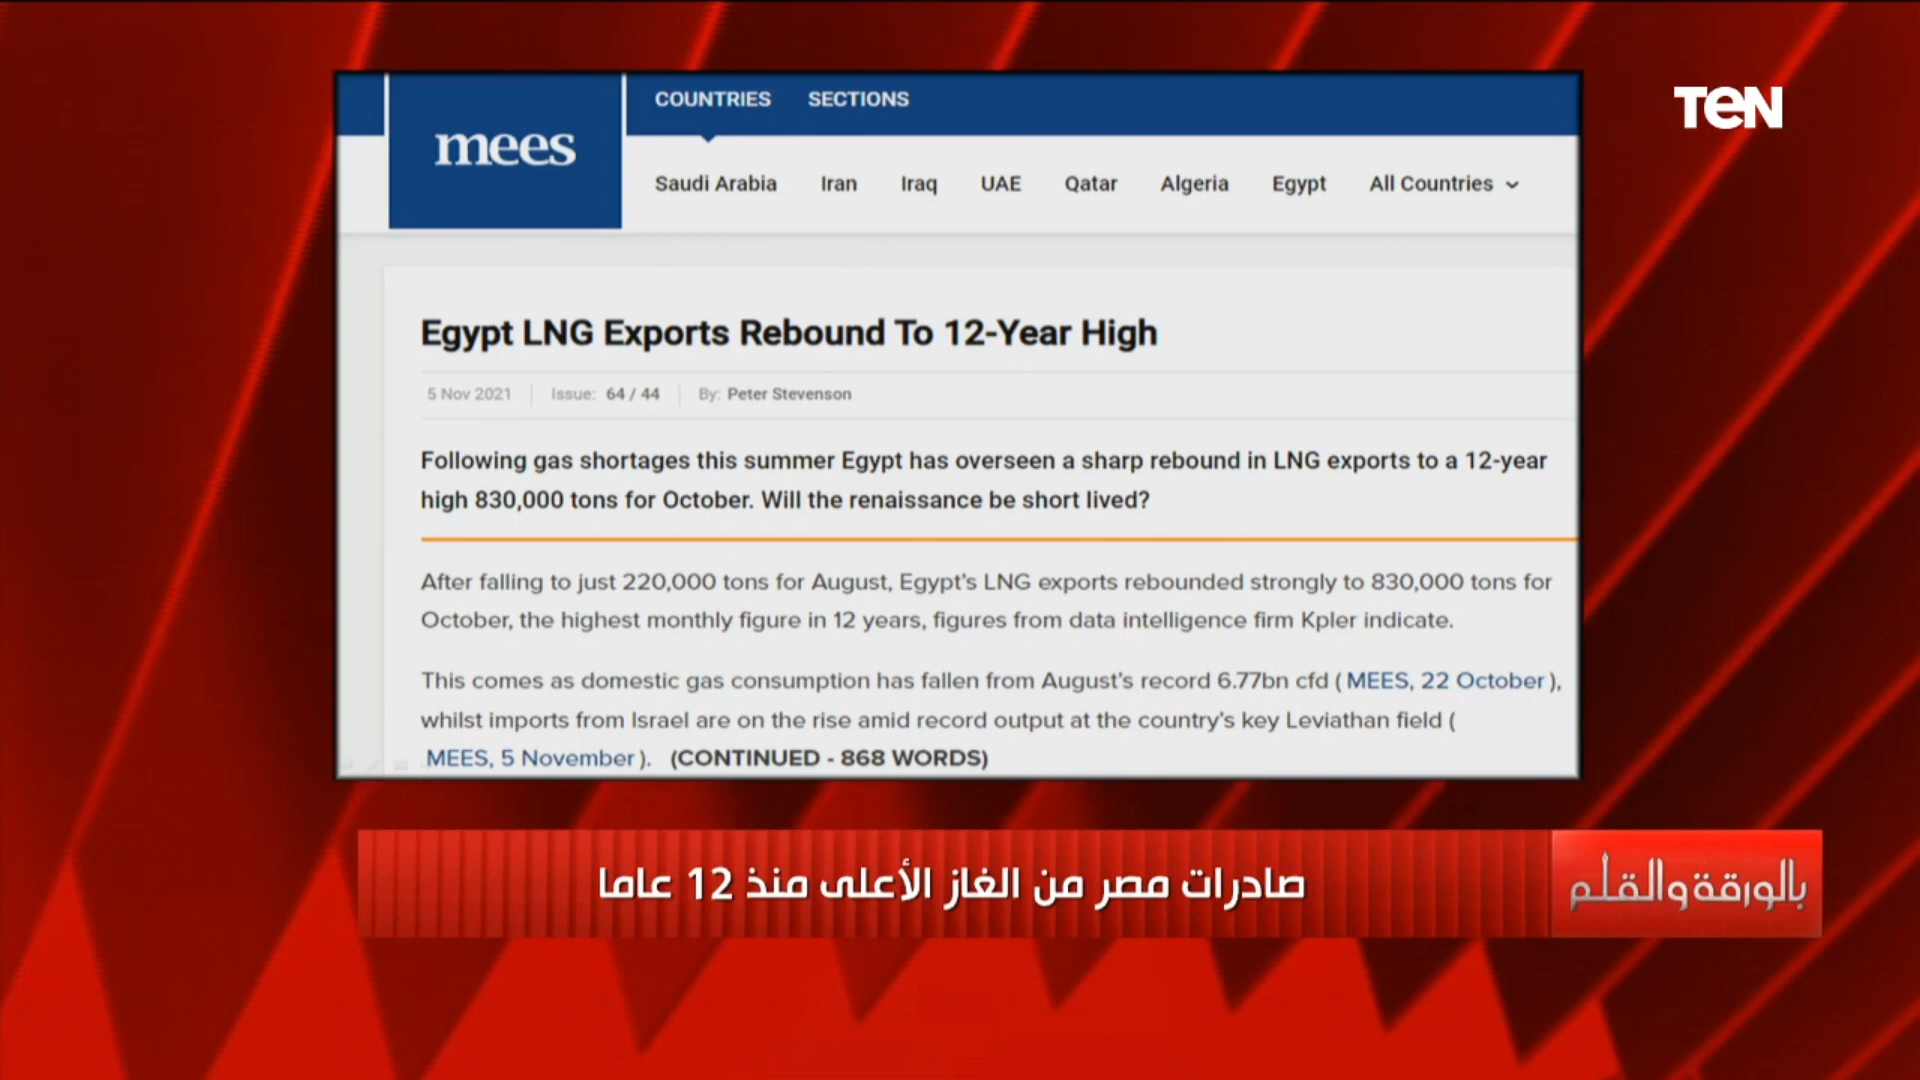 TEN
mees
COUNTRIES SECTIONS
Saudi Arabia Iran Iraq UAE Qatar Algeria Egypt All Countries
Egypt LNG Exports Rebound To 12-Year High
5 Nov 2021 Issue: 64 / 44 By: Peter Stevenson
Following gas shortages this summer Egypt has overseen a sharp rebound in LNG exports to a 12-year
high 830,000 tons for October. Will the renaissance be short lived?
After falling to just 220,000 tons for August, Egypt’s LNG exports rebounded strongly to 830,000 tons for
October, the highest monthly figure in 12 years, figures from data intelligence firm Kpler indicate.
This comes as domestic gas consumption has fallen from August’s record 6.77bn cfd ( MEES, 22 October ),
whilst imports from Israel are on the rise amid record output at the country’s key Leviathan field (
MEES, 5 November ). (CONTINUED - 868 WORDS)
بالورقة والقلم
صادرات مصر من الغاز الأعلى منذ 12 عاما